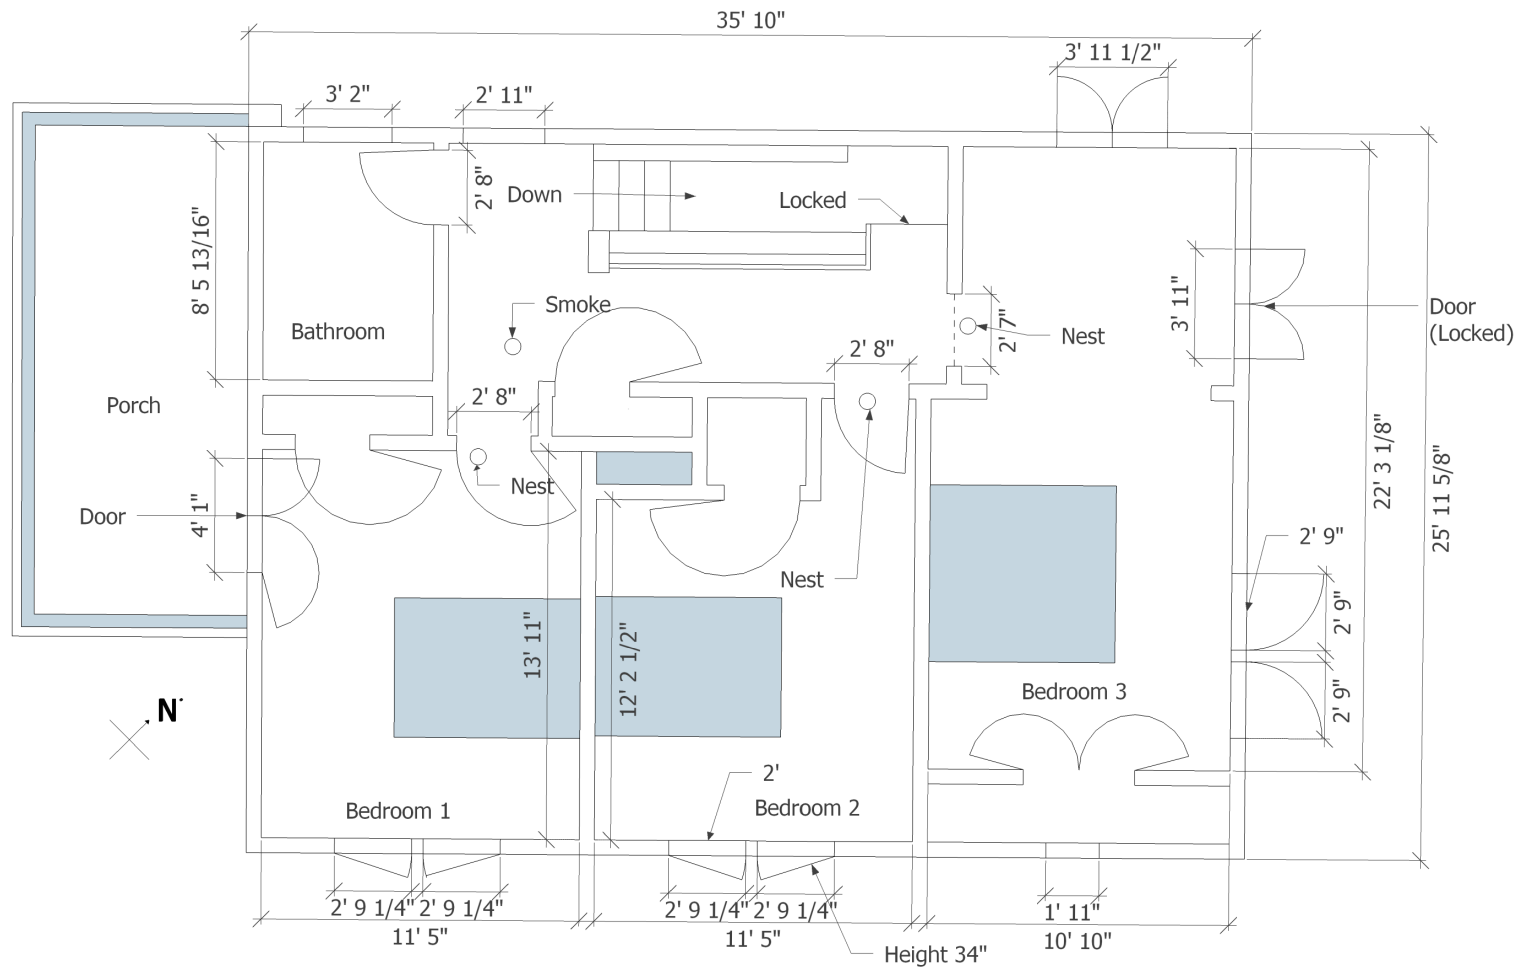 35' 10"
3' 11 1/2"
3' 2"
2' 11"
2' 8"
Down
Locked
8' 5 13/16"
Smoke
3' 11"
Door
(Locked)
Bathroom
2' 7"
Nest
2' 8"
Porch
2' 8"
22' 3 1/8"
25' 11 5/8"
Nest
4' 1"
Door
2' 9"
Nest
2' 9"
13' 11"
12' 2 1/2"
Bedroom 3
2' 9"
N
2'
Bedroom 1
Bedroom 2
2' 9 1/4"
2' 9 1/4"
2' 9 1/4"
2' 9 1/4"
1' 11"
11' 5"
11' 5"
10' 10"
Height 34"